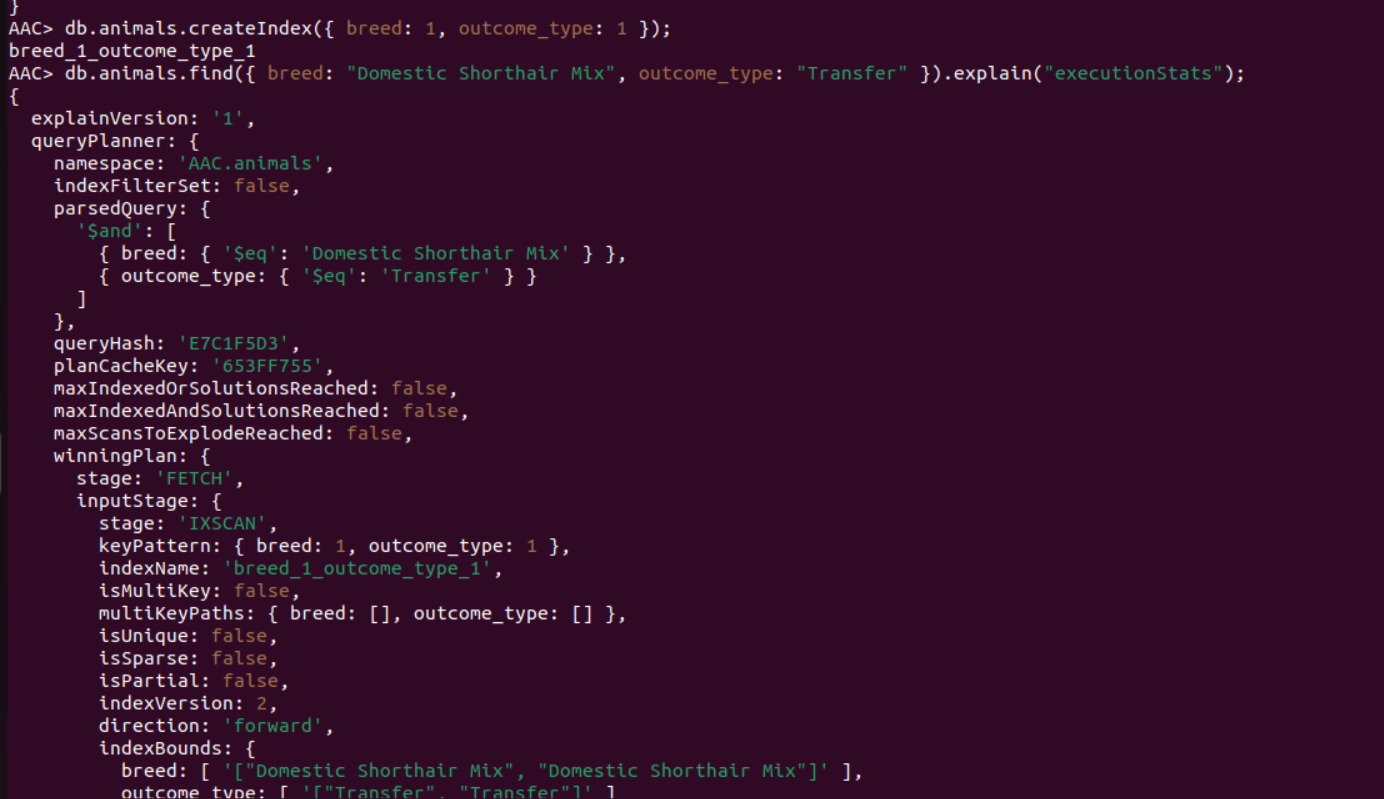 }
AAC> db.animals.createIndex({ breed: 1, outcome_type: 1 });
breed_1_outcome_type_1
AAC> db.animals.find({ breed: "Domestic Shorthair Mix", outcome_type: "Transfer" }).explain("executionStats");
{
  explainVersion: '1',
  queryPlanner: {
    namespace: 'AAC.animals',
    indexFilterSet: false,
    parsedQuery: {
      '$and': [
        { breed: { '$eq': 'Domestic Shorthair Mix' } },
        { outcome_type: { '$eq': 'Transfer' } }
      ]
    },
    queryHash: 'E7C1F5D3',
    planCacheKey: '653FF755',
    maxIndexedOrSolutionsReached: false,
    maxIndexedAndSolutionsReached: false,
    maxScansToExplodeReached: false,
    winningPlan: {
      stage: 'FETCH',
      inputStage: {
        stage: 'IXSCAN',
        keyPattern: { breed: 1, outcome_type: 1 },
        indexName: 'breed_1_outcome_type_1',
        isMultiKey: false,
        multiKeyPaths: { breed: [], outcome_type: [] },
        isUnique: false,
        isSparse: false,
        isPartial: false,
        indexVersion: 2,
        direction: 'forward',
        indexBounds: {
          breed: [ '["Domestic Shorthair Mix", "Domestic Shorthair Mix"]' ],
          outcome_type: [ '["Transfer", "Transfer"]' ]